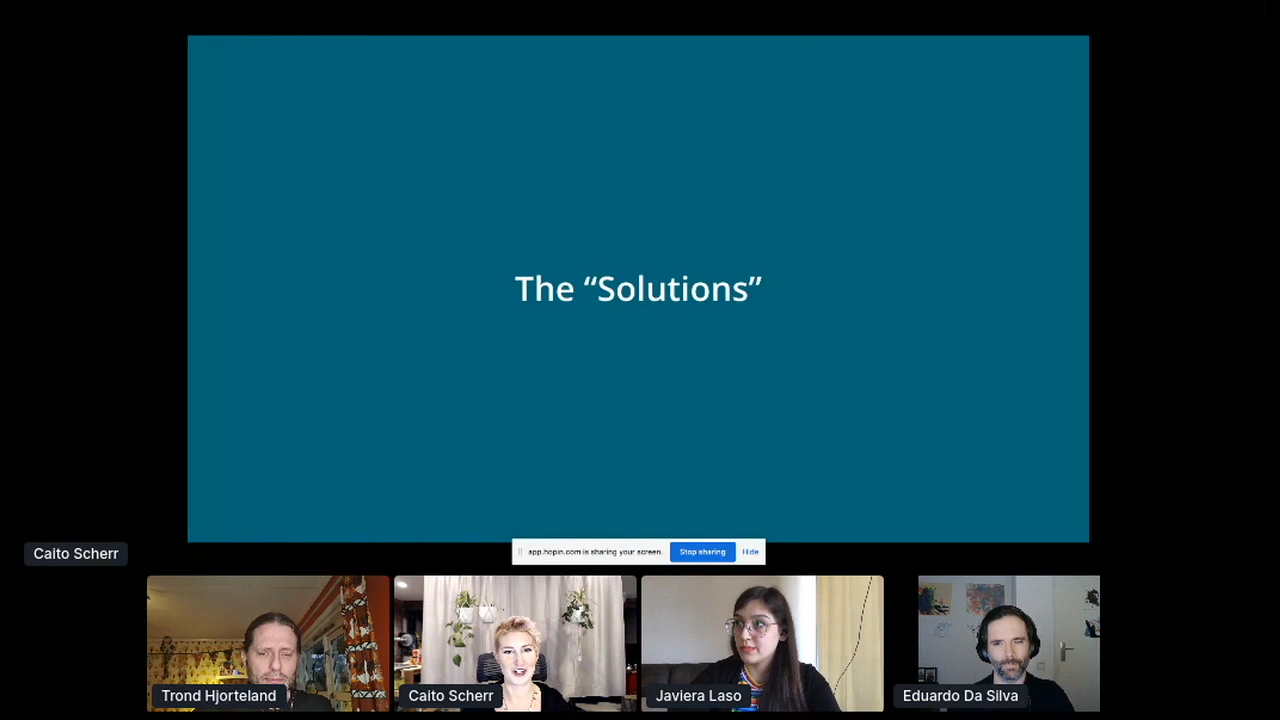 The “Solutions”
Caito Scherr
app.hopin.com is sharing your screen.
Stop sharing
Hide
Trond Hjorteland
Caito Scherr
Javiera Laso
Eduardo Da Silva